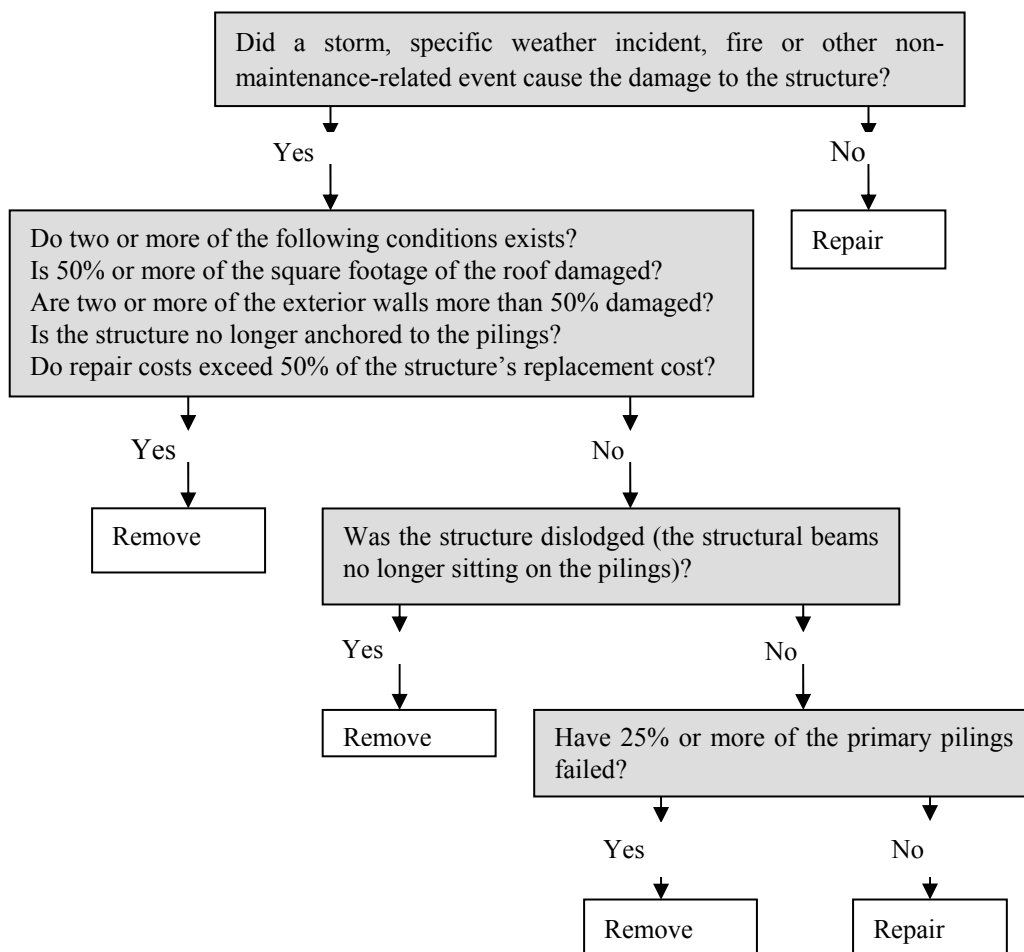 Did a storm, specific weather incident, fire or other non-
maintenance-related event cause the damage to the structure?
Yes
No
Do two or more of the following conditions exists?
Is 50% or more of the square footage of the roof damaged?
Are two or more of the exterior walls more than 50% damaged?
Is the structure no longer anchored to the pilings?
Do repair costs exceed 50% of the structure's replacement cost?
Repair
Yes
No
Remove
Was the structure dislodged (the structural beams
no longer sitting on the pilings)?
Yes
No
Remove
Have 25% or more of the primary pilings
failed?
Yes
No
Remove
Repair